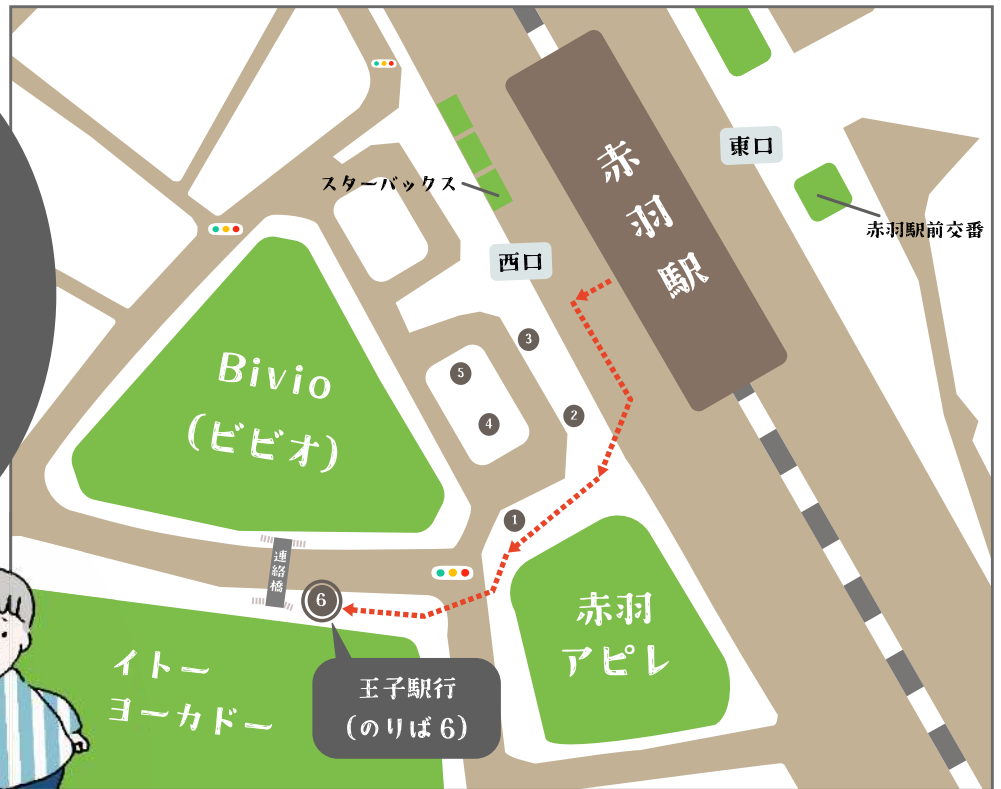 赤羽駅
東口
スターバックス
赤羽駅前交番
西口
3
5
2
4
Bivio
(ビビオ)
1
連絡橋
6
赤羽
アピレ
イトー
ヨーカドー
王子駅行
(のりば6)